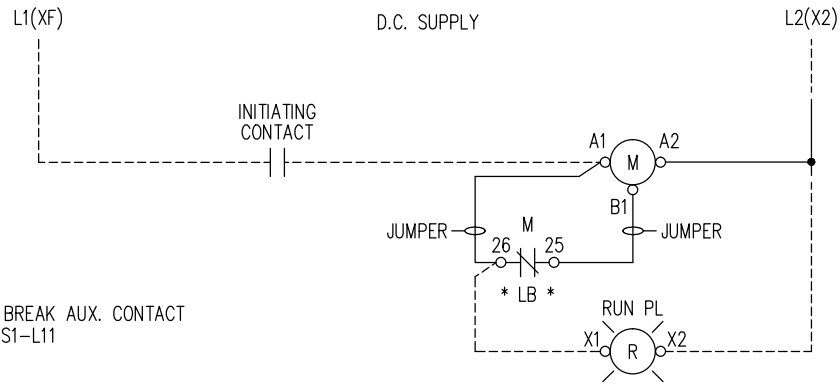 L1(XF)
D.C. SUPPLY
L2(X2)
INITIATING
CONTACT
A1
M
A2
B1
JUMPER
M
JUMPER
26
25
* LB *
BREAK AUX. CONTACT
S1-L11
RUN PL
X1
R
X2